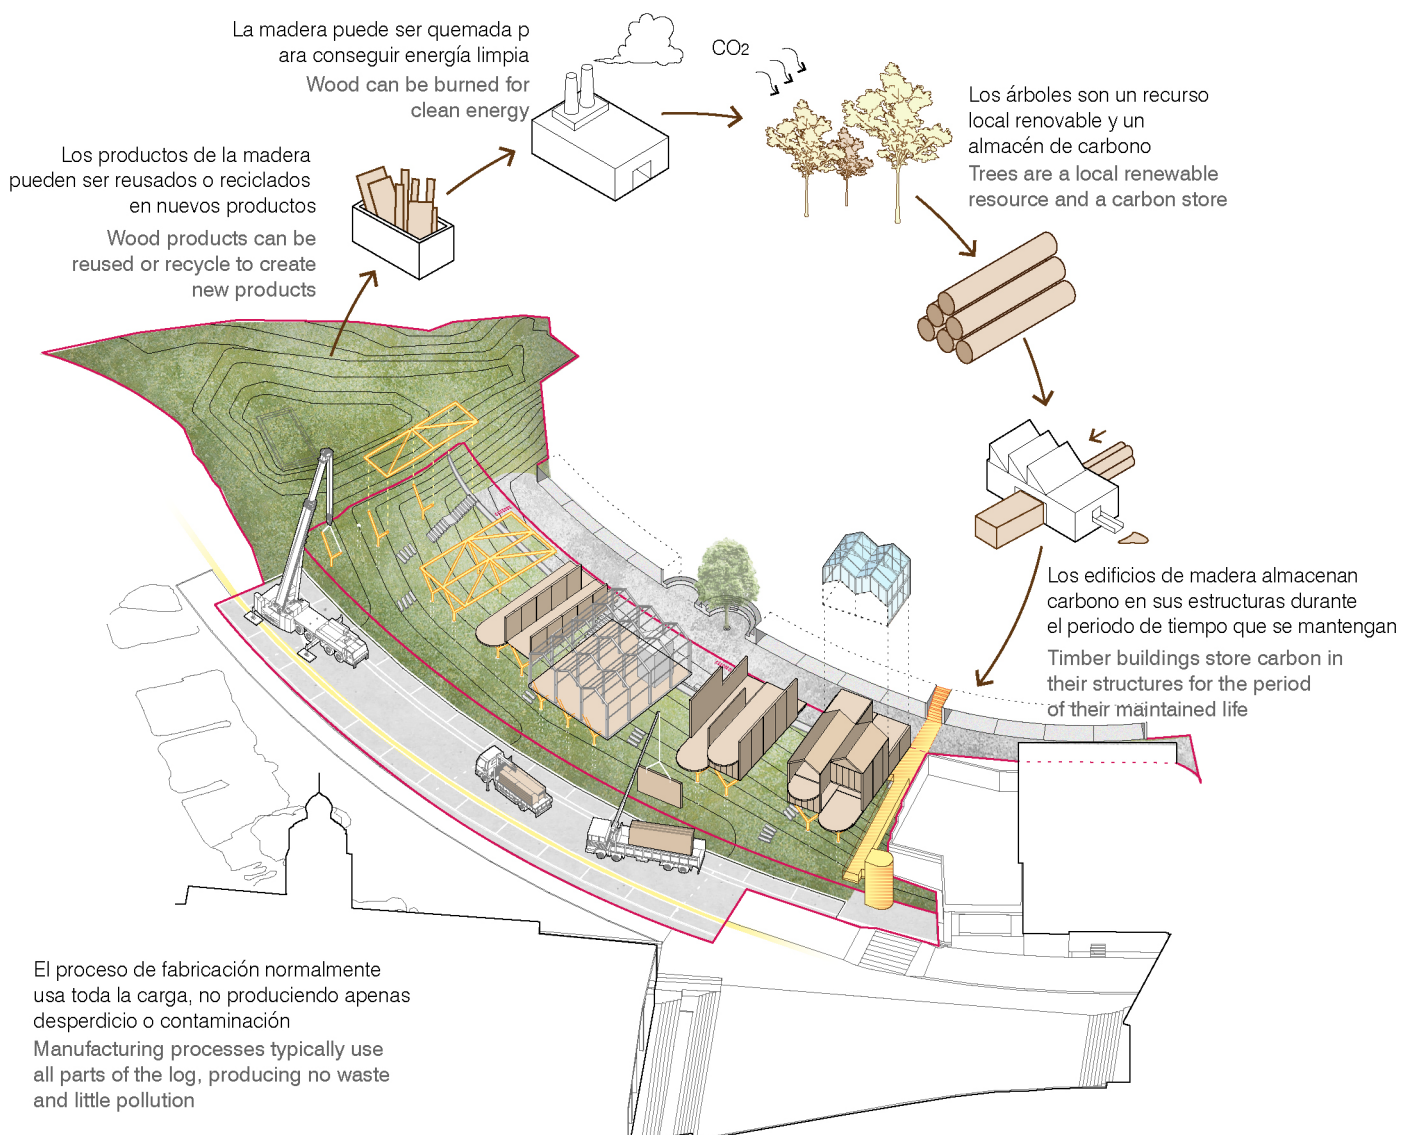 La madera puede ser quemada p
ara conseguir energía limpia
Wood can be burned for
clean energy
CO2
Los árboles son un recurso
local renovable y un
almacén de carbono
Trees are a local renewable
resource and a carbon store
Los productos de la madera
pueden ser reusados o reciclados
en nuevos productos
Wood products can be
reused or recycle to create
new products
Los edificios de madera almacenan
carbono en sus estructuras durante
el periodo de tiempo que se mantengan
Timber buildings store carbon in
their structures for the period
of their maintained life
El proceso de fabricación normalmente
usa toda la carga, no produciendo apenas
desperdicio o contaminación
Manufacturing processes typically use
all parts of the log, producing no waste
and little pollution